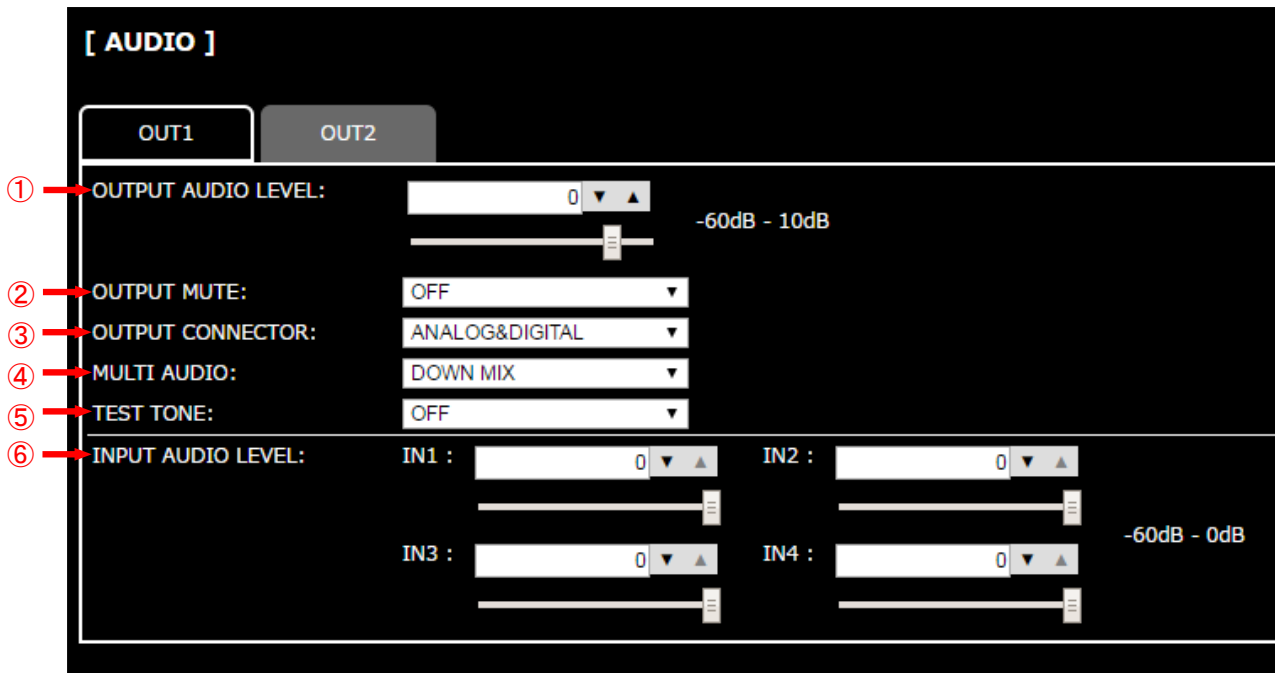 [ AUDIO ]
OUT1 OUT2
① OUTPUT AUDIO LEVEL: 0 ▼ ▲
-60dB - 10dB
② OUTPUT MUTE: OFF ▼
③ OUTPUT CONNECTOR: ANALOG&DIGITAL ▼
④ MULTI AUDIO: DOWN MIX ▼
⑤ TEST TONE: OFF ▼
⑥ INPUT AUDIO LEVEL: IN1 : 0 ▼ ▲ IN2 : 0 ▼ ▲
-60dB - 0dB
IN3 : 0 ▼ ▲ IN4 : 0 ▼ ▲